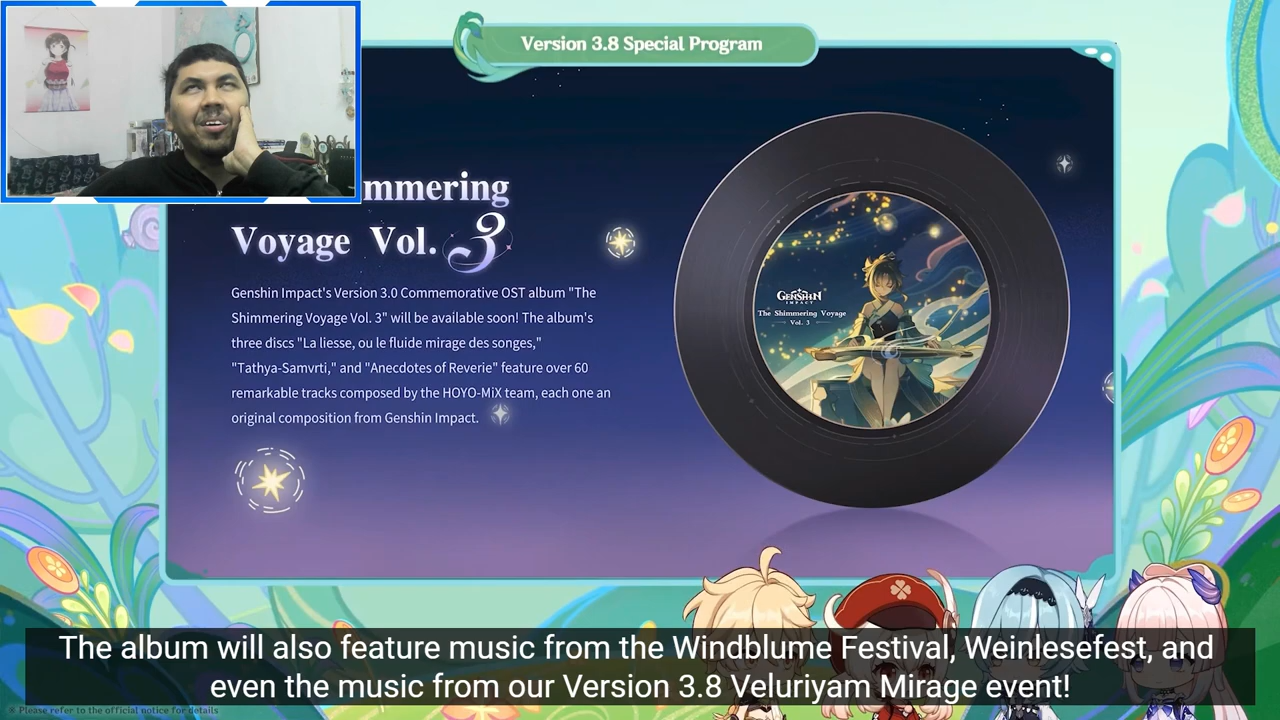 Version 3.8 Special Program
mmering
Voyage Vol. 3
Genshin Impact's Version 3.0 Commemorative OST album "The
Shimmering Voyage Vol. 3" will be available soon! The album's
three discs "La liesse, ou le fluide mirage des songes,"
"Tathya-Samvrti," and "Anecdotes of Reverie" feature over 60
remarkable tracks composed by the HOYO-MiX team, each one an
original composition from Genshin Impact.
GENSHIN
IMPACT
The Shimmering Voyage
Vol. 3
The album will also feature music from the Windblume Festival, Weinlesefest, and
even the music from our Version 3.8 Veluriyam Mirage event!
※ Please refer to the official notice for details